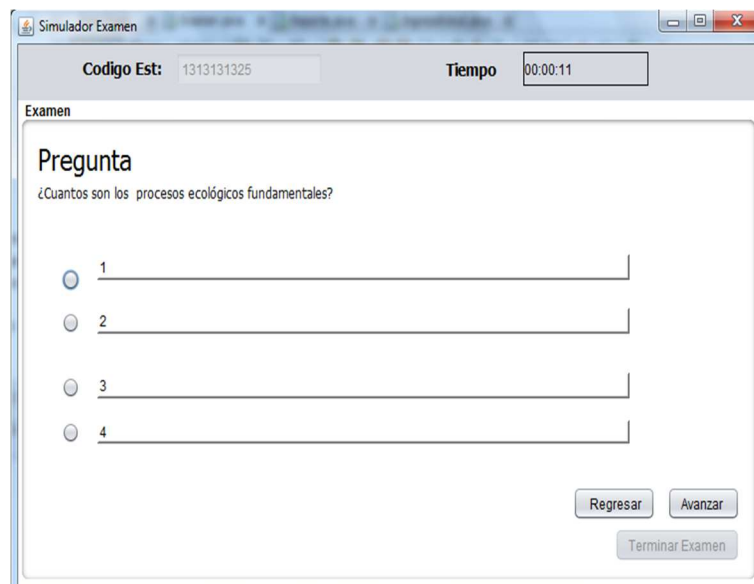 Simulador Examen
Codigo Est: 1313131325 Tiempo 00:00:11
Examen
Pregunta
¿Cuantos son los procesos ecológicos fundamentales?
1
2
3
4
Regresar Avanzar
Terminar Examen